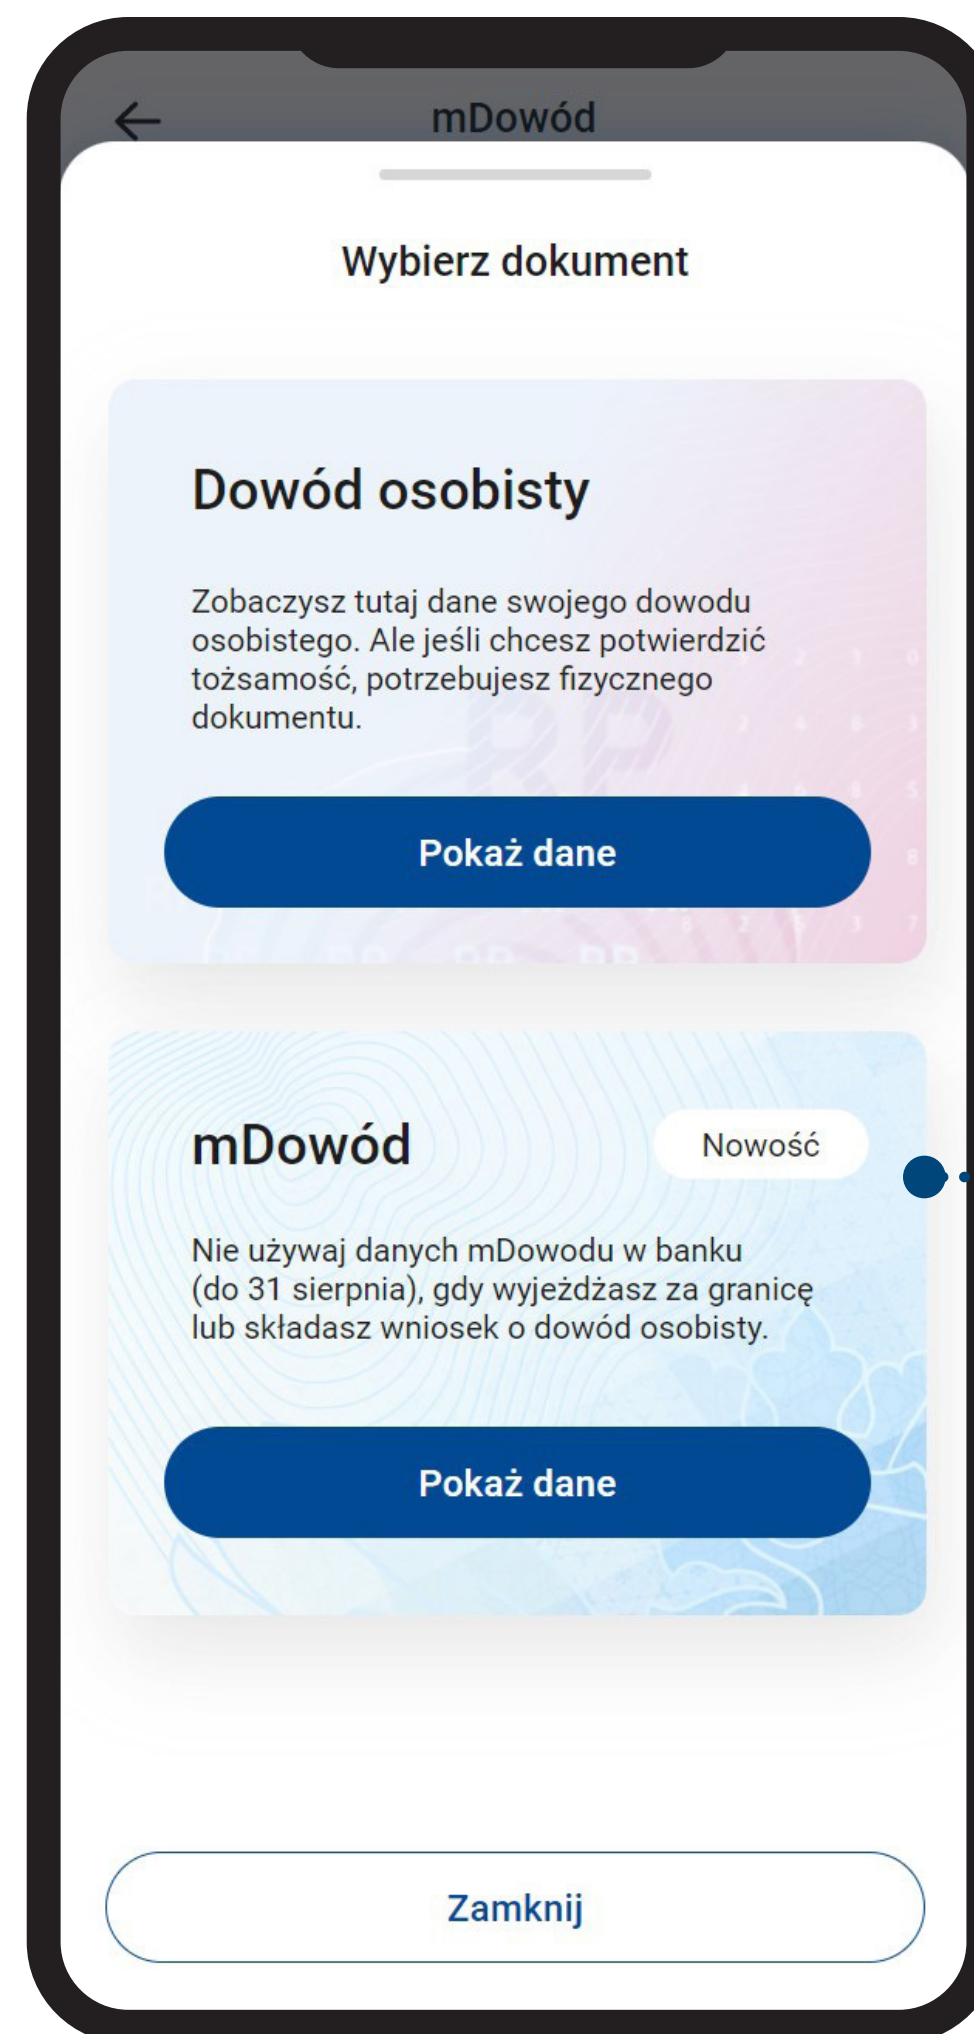 mDowód
Wybierz dokument
Dowód osobisty
Zobaczysz tutaj dane swojego dowodu
osobistego. Ale jeśli chcesz potwierdzić
tożsamość, potrzebujesz fizycznego
dokumentu.
RP
Pokaż dane
mDowód
Nowość
Nie używaj danych mDowodu w banku
(do 31 sierpnia), gdy wyjeżdżasz za granicę
lub składasz wniosek o dowód osobisty.
Pokaż dane
Zamknij